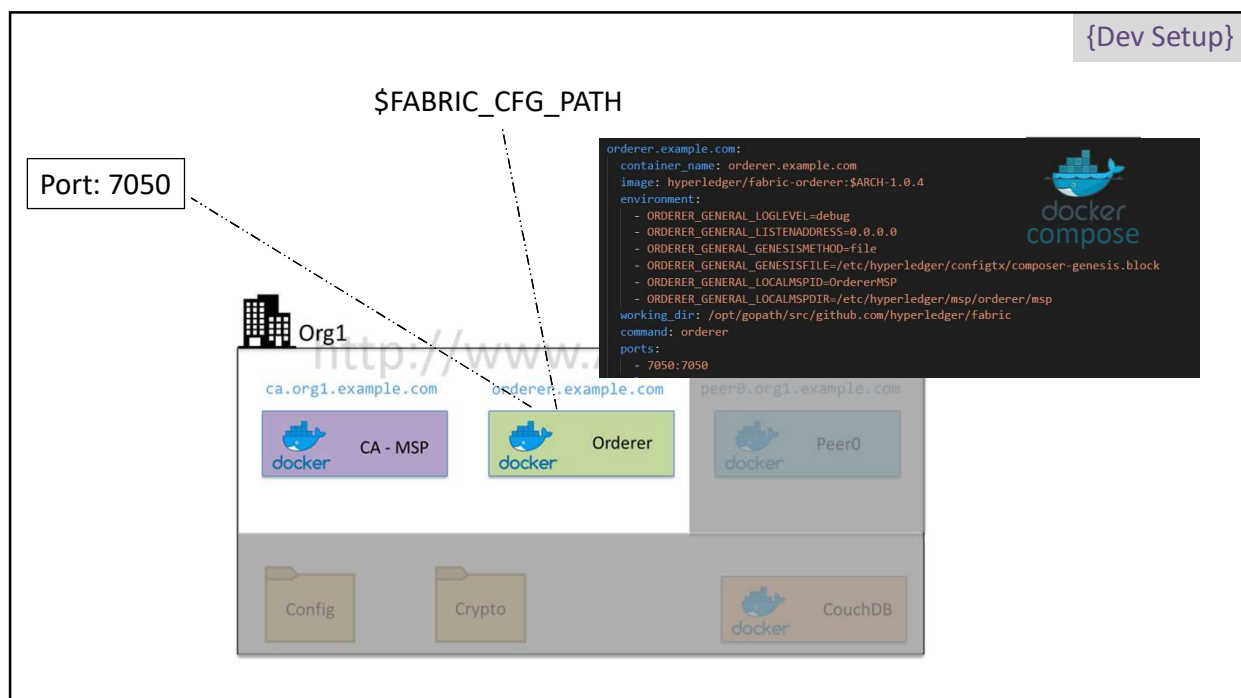 {Dev Setup}
$FABRIC_CFG_PATH
Port: 7050
orderer.example.com:
container_name: orderer.example.com
image: hyperledger/fabric-orderer:$ARCH-1.0.4
environment:
- ORDERER_GENERAL_LOGLEVEL=debug
- ORDERER_GENERAL_LISTENADDRESS=0.0.0.0
- ORDERER_GENERAL_GENESISMETHOD=file
- ORDERER_GENERAL_GENESISFILE=/etc/hyperledger/configtx/composer-genesis.block
- ORDERER_GENERAL_LOCALMSPID=OrdererMSP
- ORDERER_GENERAL_LOCALMSPDIR=/etc/hyperledger/msp/orderer/msp
working_dir: /opt/gopath/src/github.com/hyperledger/fabric
command: orderer
ports:
- 7050:7050
docker
compose
Org1
http://www.
ca.org1.example.com
orderer.example.com
peer0.org1.example.com
docker
CA - MSP
docker
Orderer
docker
Peer0
Config
Crypto
docker
CouchDB